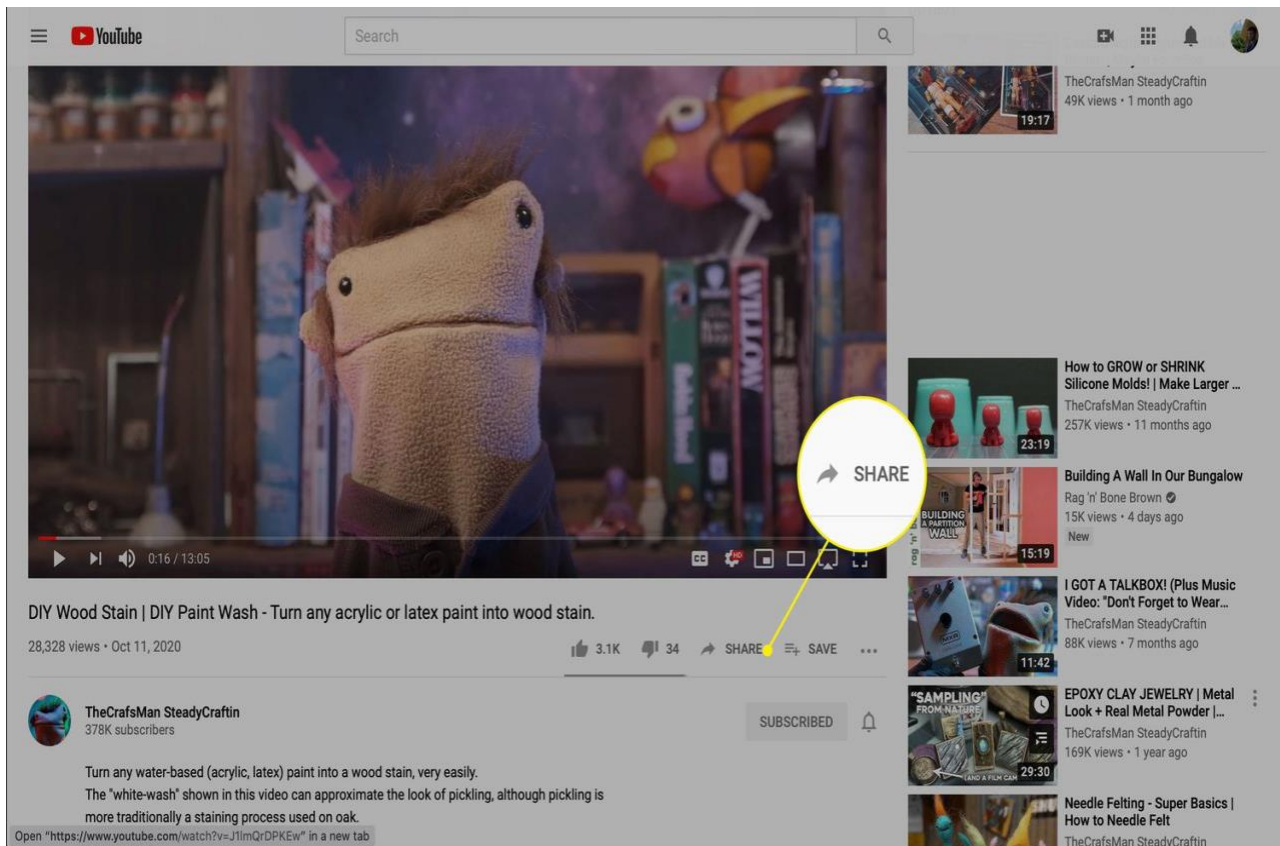 YouTube
Search
TheCrafsMan SteadyCraftin
49K views • 1 month ago
19:17
WILLOW
0:16 / 13:05
CC
HD
SHARE
DIY Wood Stain | DIY Paint Wash - Turn any acrylic or latex paint into wood stain.
28,328 views • Oct 11, 2020
3.1K
34
SHARE
SAVE
TheCrafsMan SteadyCraftin
378K subscribers
SUBSCRIBED
Turn any water-based (acrylic, latex) paint into a wood stain, very easily.
The "white-wash" shown in this video can approximate the look of pickling, although pickling is
more traditionally a staining process used on oak.
Open "https://www.youtube.com/watch?v=J1lmQrDPKEw" in a new tab
How to GROW or SHRINK
Silicone Molds! | Make Larger ...
TheCrafsMan SteadyCraftin
257K views • 11 months ago
23:19
BUILDING
A PARTITION
WALL
rag 'n'
15:19
Building A Wall In Our Bungalow
Rag 'n' Bone Brown
15K views • 4 days ago
New
11:42
I GOT A TALKBOX! (Plus Music
Video: "Don't Forget to Wear...
TheCrafsMan SteadyCraftin
88K views • 7 months ago
"SAMPLING"
FROM NATURE
(AND A FILM CAM
29:30
EPOXY CLAY JEWELRY | Metal
Look + Real Metal Powder |...
TheCrafsMan SteadyCraftin
169K views • 1 year ago
Needle Felting - Super Basics |
How to Needle Felt
TheCrafsMan SteadyCraftin